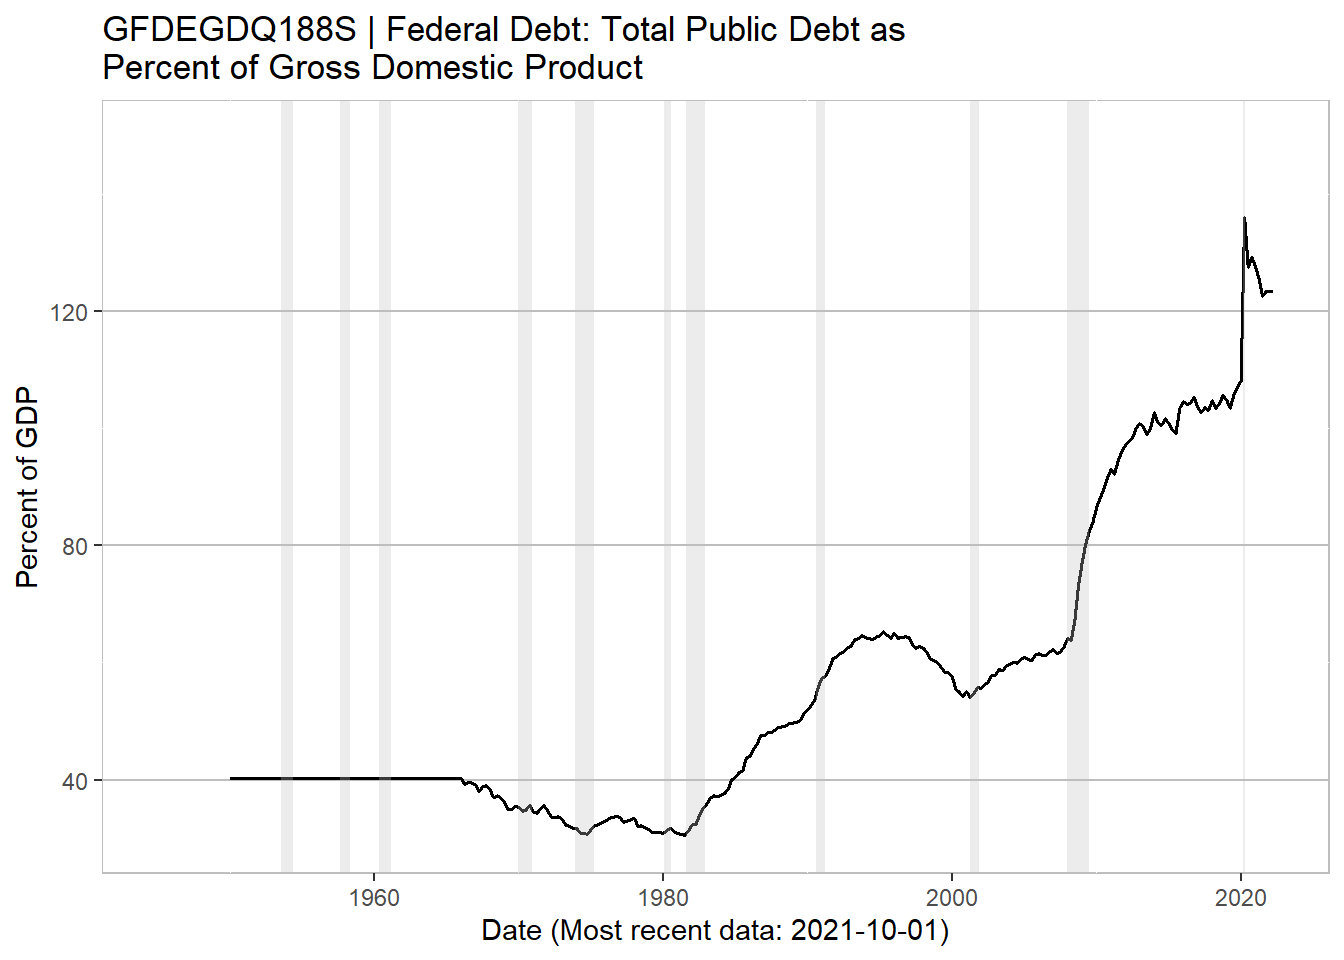 GFDEGDQ188S | Federal Debt: Total Public Debt as
Percent of Gross Domestic Product
Percent of GDP
120
80
40
1960
1980
2000
2020
Date (Most recent data: 2021-10-01)